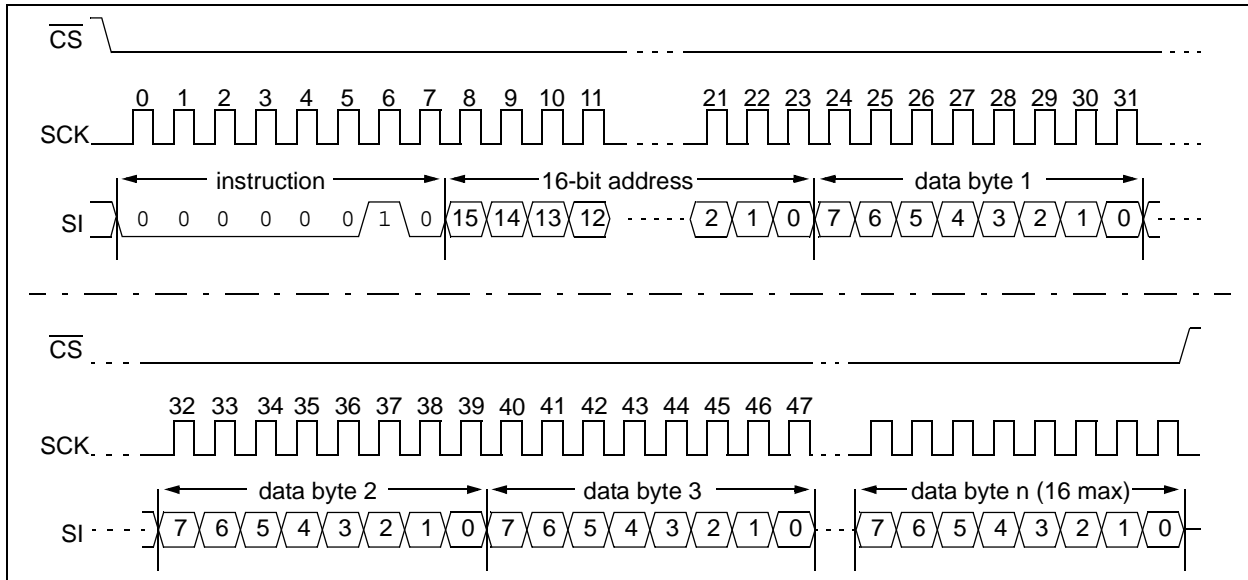 CS
0 1 2 3 4 5 6 7 8 9 10 11 21 22 23 24 25 26 27 28 29 30 31
SCK
instruction 16-bit address data byte 1
SI 0 0 0 0 0 0 1 0 15 14 13 12 2 1 0 7 6 5 4 3 2 1 0
CS
32 33 34 35 36 37 38 39 40 41 42 43 44 45 46 47
SCK
data byte 2 data byte 3 data byte n (16 max)
SI 7 6 5 4 3 2 1 0 7 6 5 4 3 2 1 0 7 6 5 4 3 2 1 0